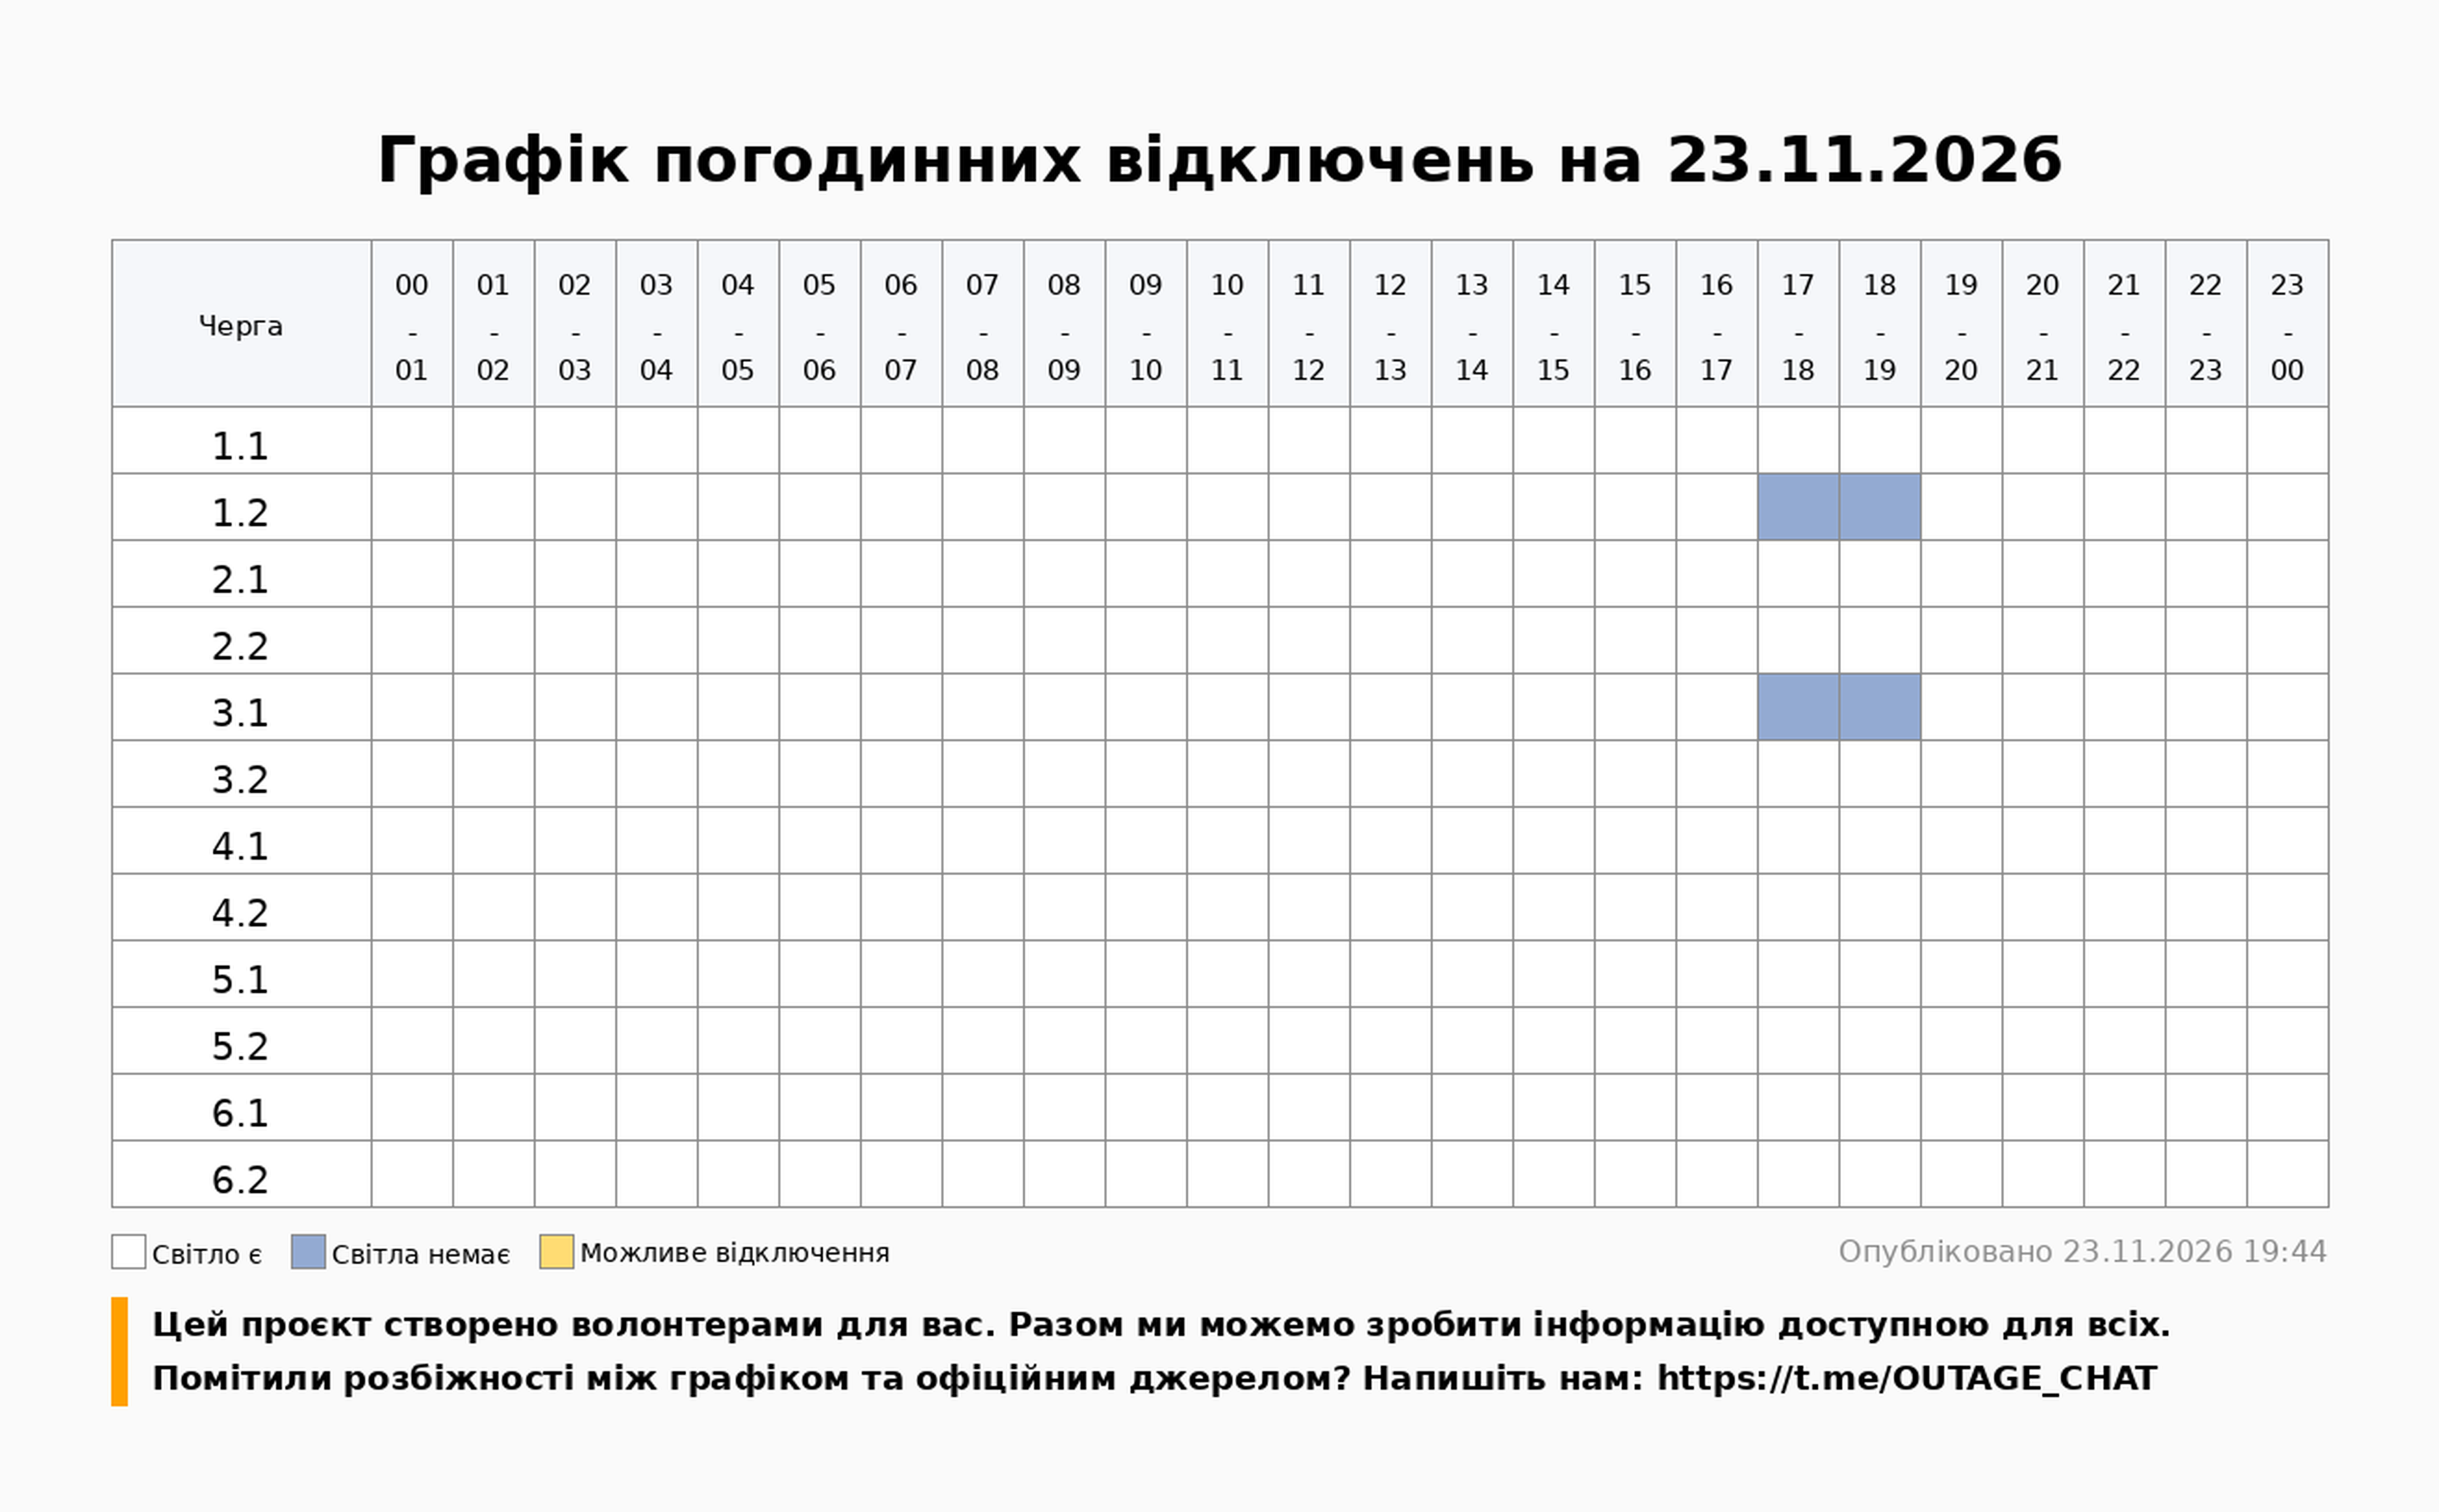 Графік погодинних відключень на 23.11.2026
Черга 00 - 01 01 - 02 02 - 03 03 - 04 04 - 05 05 - 06 06 - 07 07 - 08 08 - 09 09 - 10 10 - 11 11 - 12 12 - 13 13 - 14 14 - 15 15 - 16 16 - 17 17 - 18 18 - 19 19 - 20 20 - 21 21 - 22 22 - 23 23 - 00
1.1
1.2
2.1
2.2
3.1
3.2
4.1
4.2
5.1
5.2
6.1
6.2
Світло є Світла немає Можливе відключення Опубліковано 23.11.2026 19:44
Цей проєкт створено волонтерами для вас. Разом ми можемо зробити інформацію доступною для всіх.
Помітили розбіжності між графіком та офіційним джерелом? Напишіть нам: https://t.me/OUTAGE_CHAT